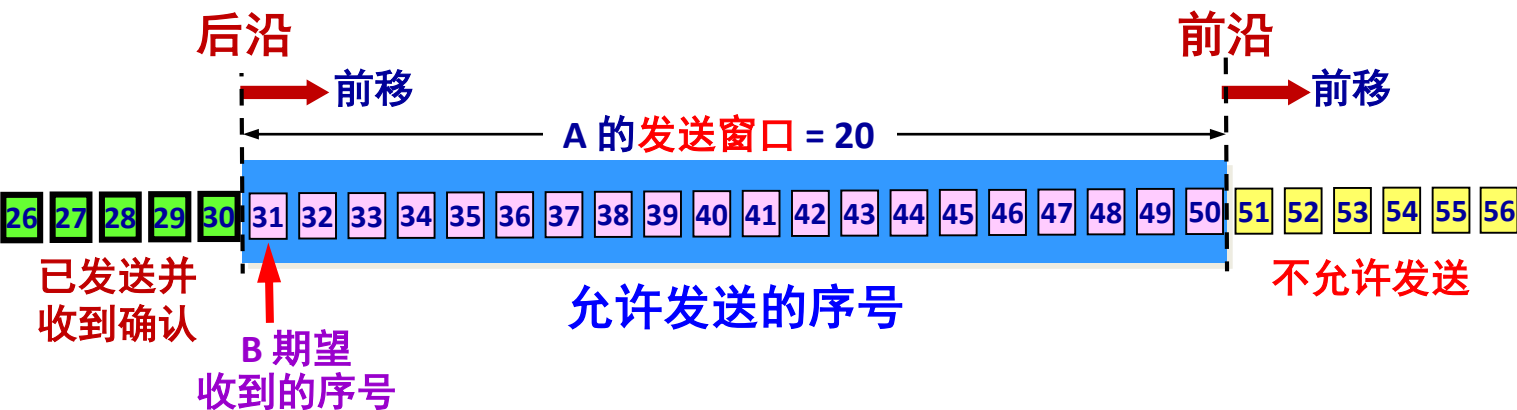 后沿 前沿
前移 前移
A 的发送窗口 = 20
26 27 28 29 30 31 32 33 34 35 36 37 38 39 40 41 42 43 44 45 46 47 48 49 50 51 52 53 54 55 56
已发送并
收到确认
允许发送的序号
不允许发送
B 期望
收到的序号